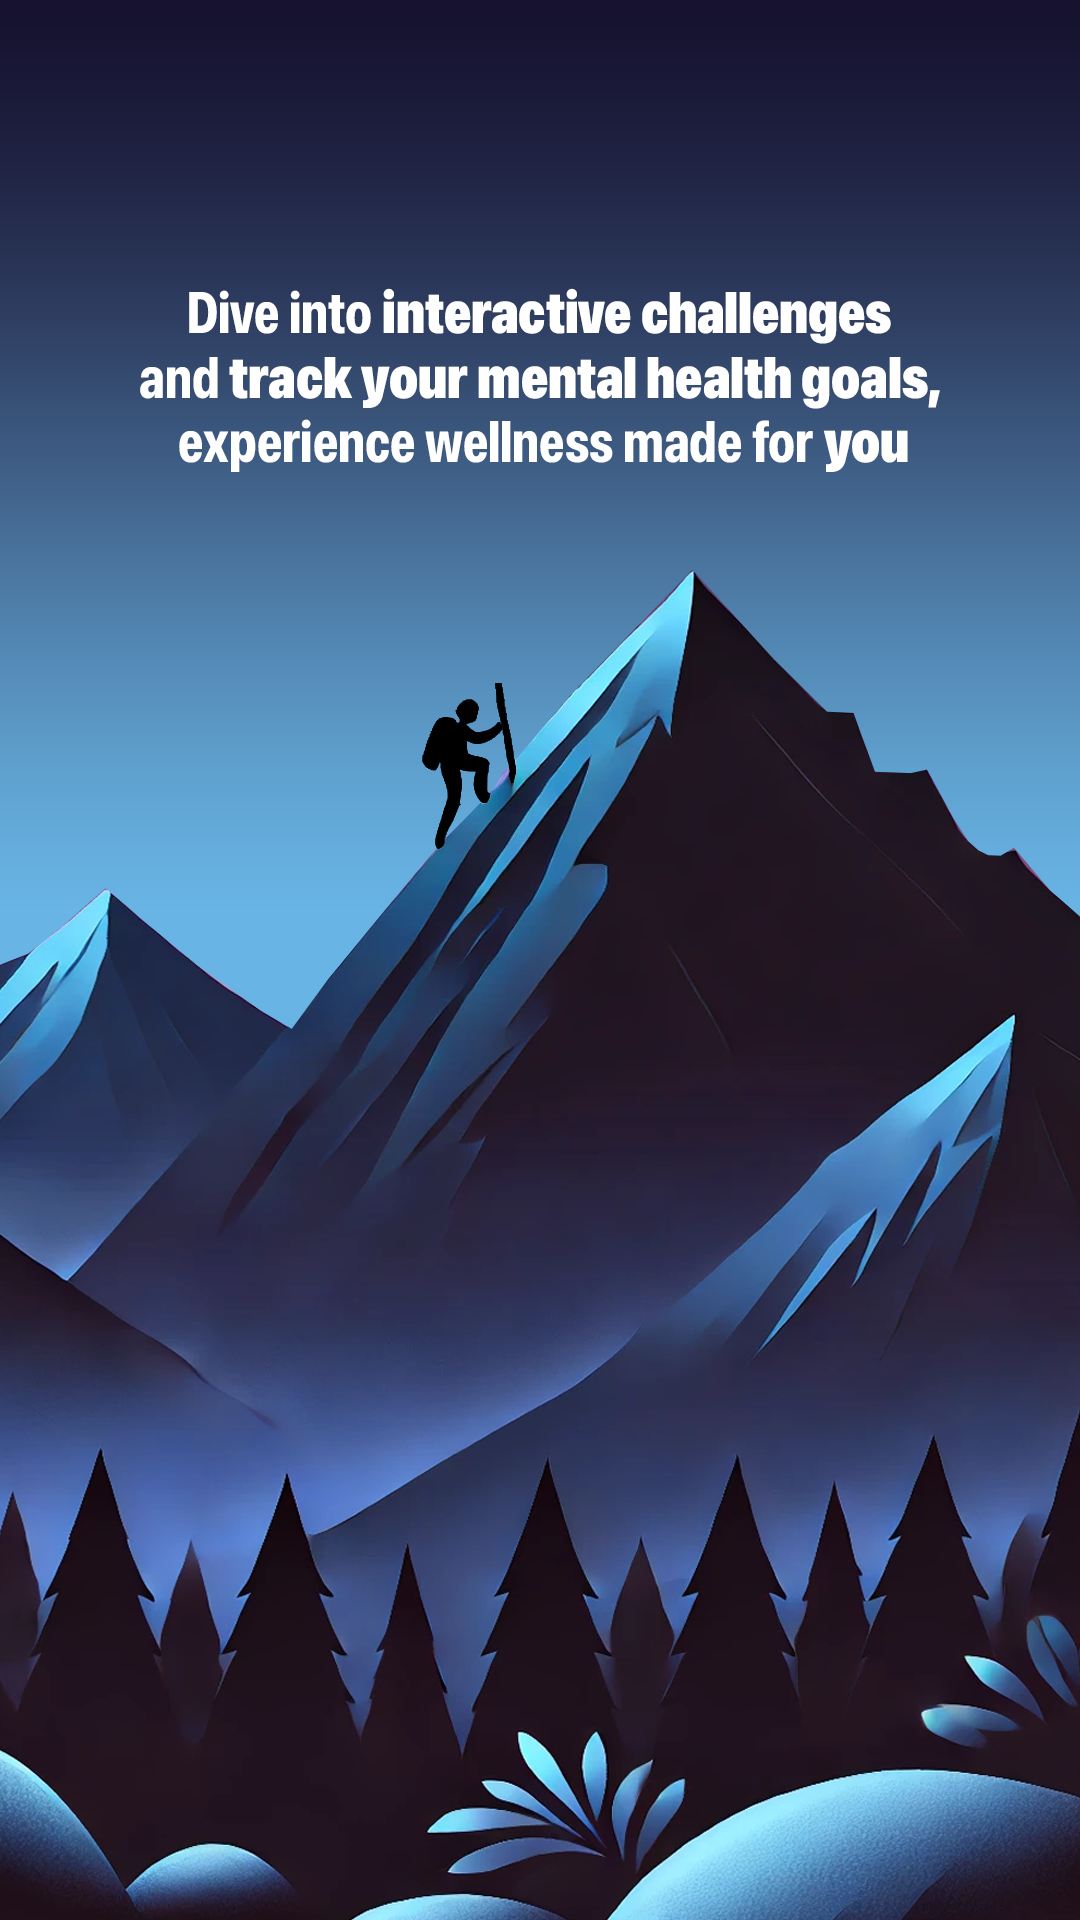 Dive into interactive challenges
and track your mental health goals,
experience wellness made for you